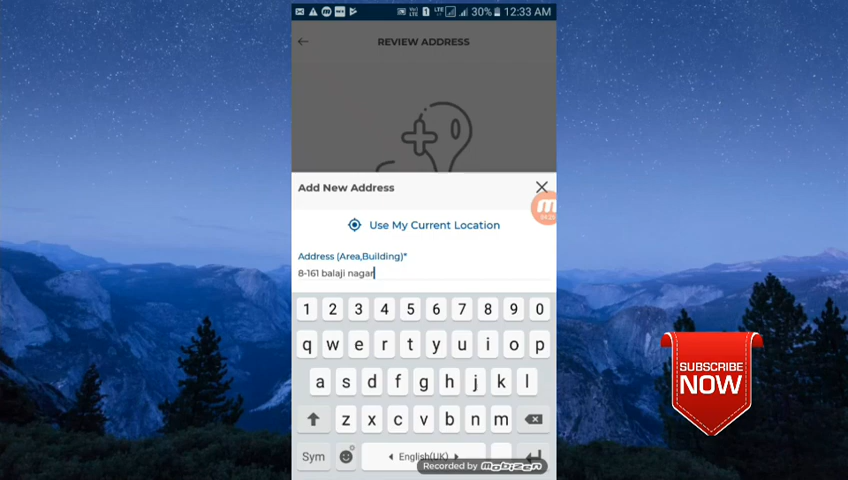 30% 12:33 AM
REVIEW ADDRESS
Add New Address
Use My Current Location
Address (Area,Building)*
8-161 balaji nagar
1 2 3 4 5 6 7 8 9 0
q w e r t y u i o p
a s d f g h j k l
z x c v b n m
Sym English(UK)
Recorded by Mobizen
SUBSCRIBE
NOW